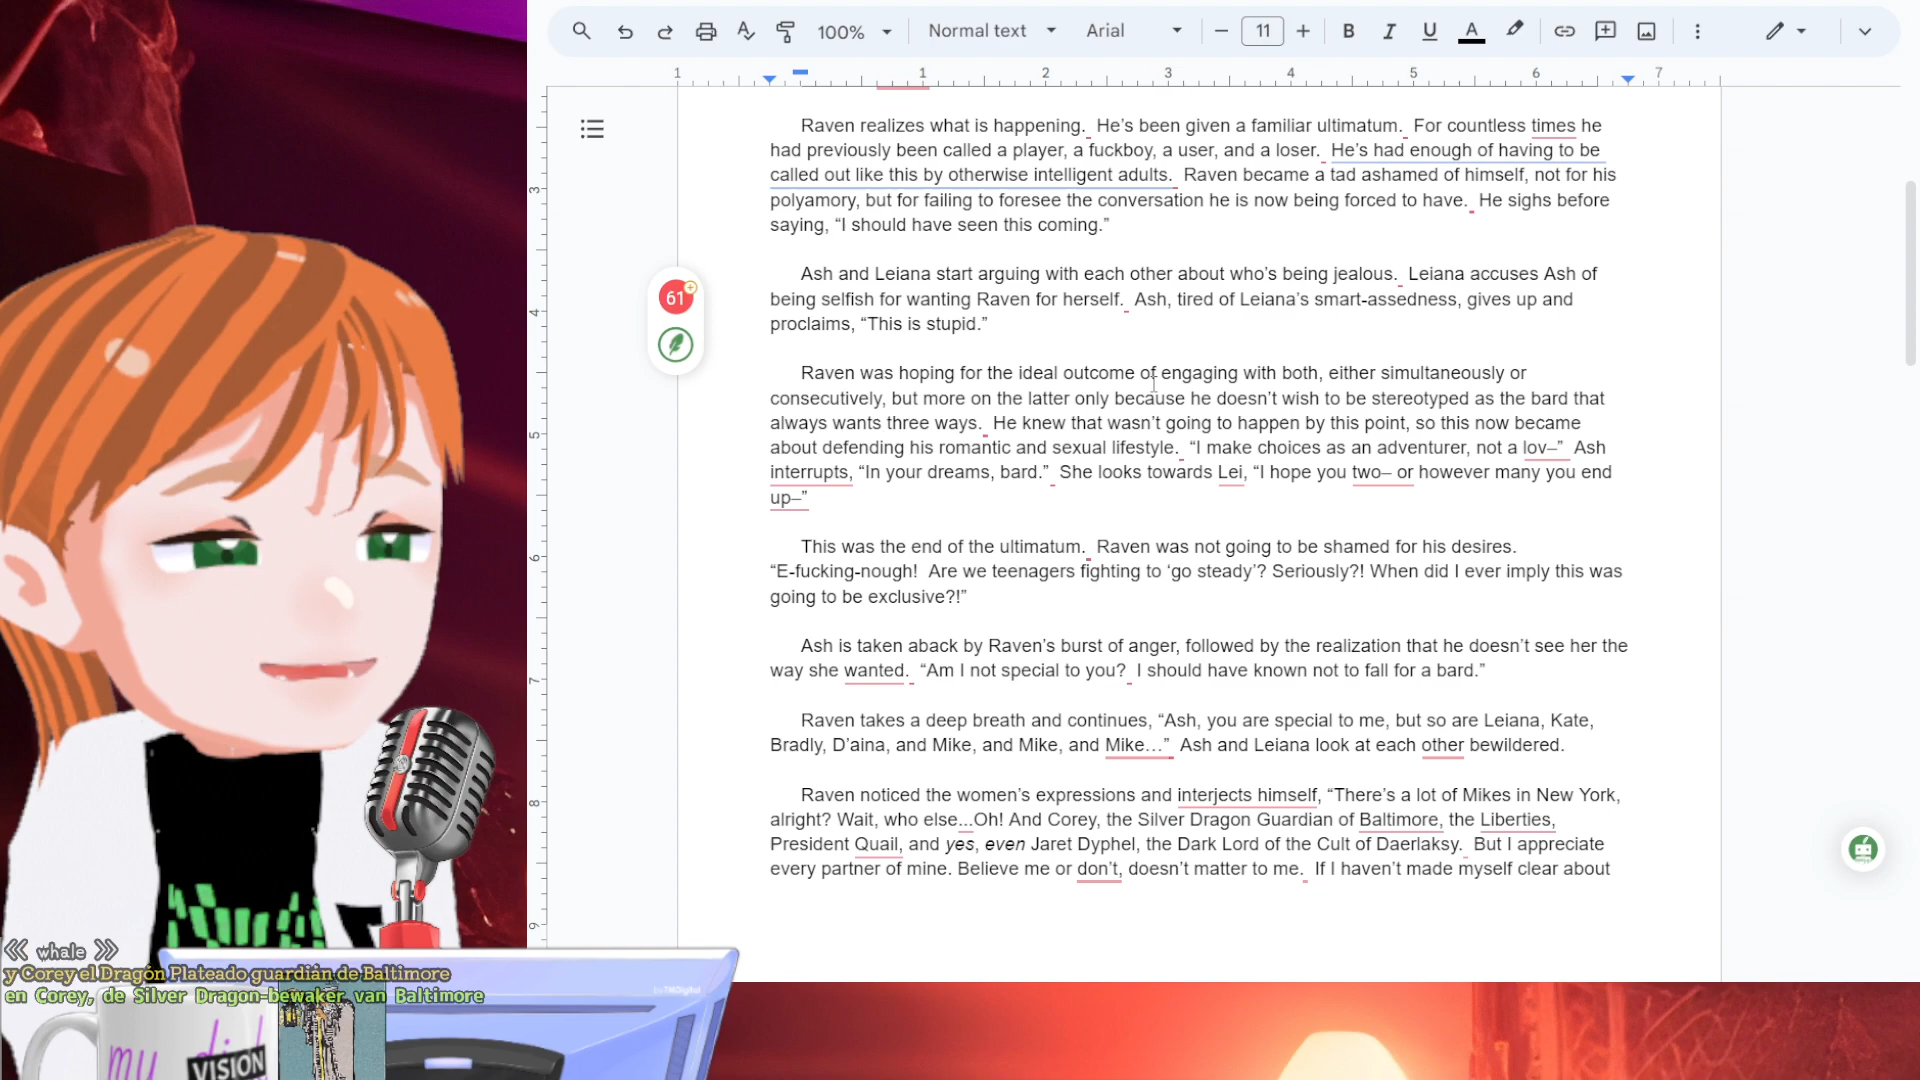 100%
Normal text
Arial
11
B
I
U
A
1
1
2
3
4
5
6
7
Raven realizes what is happening.  He’s been given a familiar ultimatum.  For countless times he
had previously been called a player, a fuckboy, a user, and a loser.  He’s had enough of having to be
called out like this by otherwise intelligent adults.  Raven became a tad ashamed of himself, not for his
polyamory, but for failing to foresee the conversation he is now being forced to have.  He sighs before
saying, “I should have seen this coming.”
Ash and Leiana start arguing with each other about who’s being jealous.  Leiana accuses Ash of
being selfish for wanting Raven for herself.  Ash, tired of Leiana’s smart-assedness, gives up and
proclaims, “This is stupid.”
Raven was hoping for the ideal outcome of engaging with both, either simultaneously or
consecutively, but more on the latter only because he doesn’t wish to be stereotyped as the bard that
always wants three ways.  He knew that wasn’t going to happen by this point, so this now became
about defending his romantic and sexual lifestyle.  “I make choices as an adventurer, not a lov–”  Ash
interrupts, “In your dreams, bard.”  She looks towards Lei, “I hope you two– or however many you end
up–”
This was the end of the ultimatum.  Raven was not going to be shamed for his desires.
“E-fucking-nough!  Are we teenagers fighting to ‘go steady’? Seriously?! When did I ever imply this was
going to be exclusive?!”
Ash is taken aback by Raven’s burst of anger, followed by the realization that he doesn’t see her the
way she wanted.  “Am I not special to you?  I should have known not to fall for a bard.”
Raven takes a deep breath and continues, “Ash, you are special to me, but so are Leiana, Kate,
Bradly, D’aina, and Mike, and Mike, and Mike…”  Ash and Leiana look at each other bewildered.
Raven noticed the women’s expressions and interjects himself, “There’s a lot of Mikes in New York,
alright? Wait, who else...Oh! And Corey, the Silver Dragon Guardian of Baltimore, the Liberties,
President Quail, and yes, even Jaret Dyphel, the Dark Lord of the Cult of Daerlaksy.  But I appreciate
every partner of mine. Believe me or don’t, doesn’t matter to me.  If I haven’t made myself clear about
3
4
5
6
7
8
9
61
« whale »
y Corey el Dragón Plateado guardián de Baltimore
en Corey, de Silver Dragon-bewaker van Baltimore
my
VISION